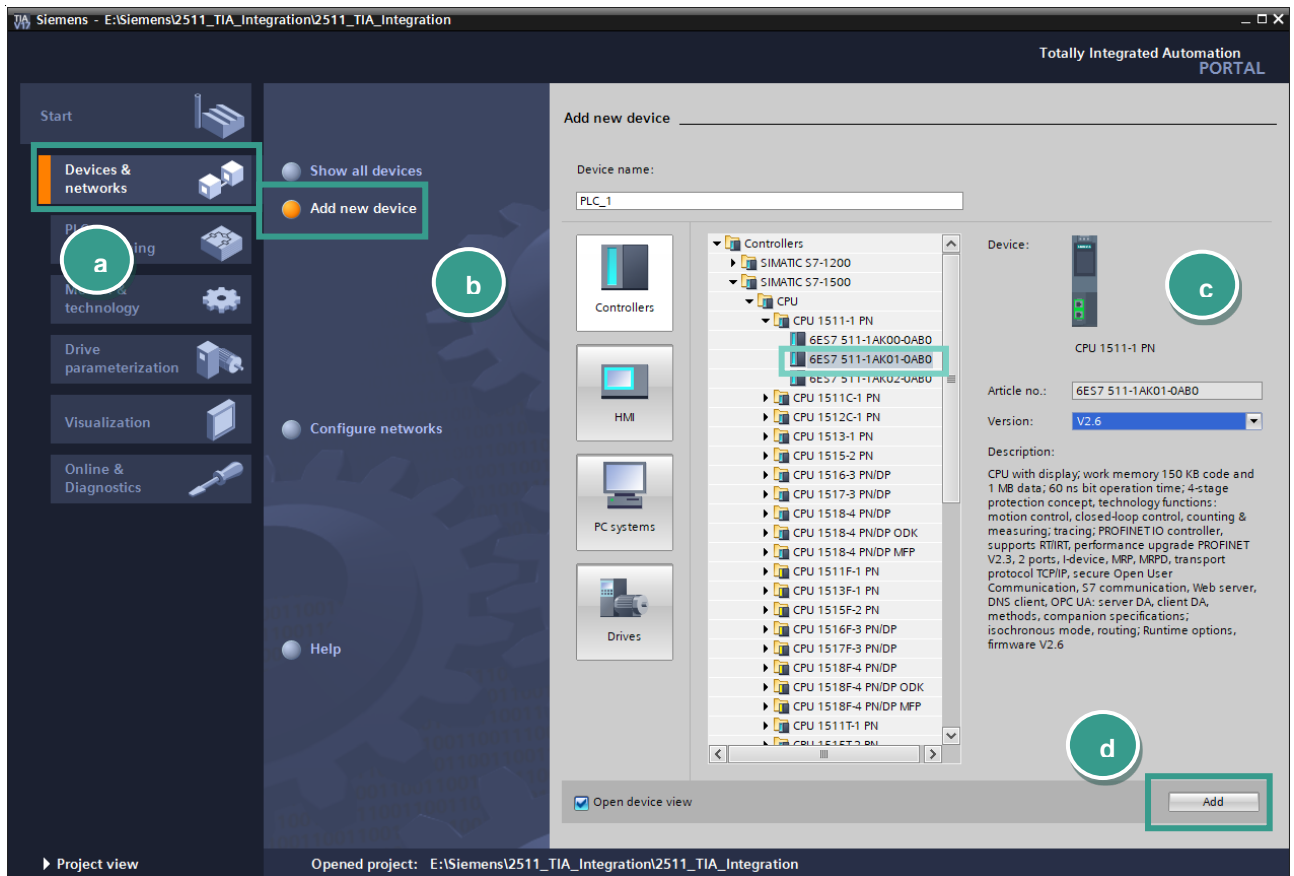 Siemens - E:\Siemens\2511_TIA_Integration\2511_TIA_Integration
Totally Integrated Automation
PORTAL
Start
Devices &
networks
ing
a
technology
Drive
parameterization
Visualization
Online &
Diagnostics
Show all devices
Add new device
b
Configure networks
Help
Add new device
Device name:
PLC_1
Controllers
HMI
PC systems
Drives
Controllers
SIMATIC S7-1200
SIMATIC S7-1500
CPU
CPU 1511-1 PN
6ES7 511-1AK00-0AB0
6ES7 511-1AK01-0AB0
6ES7 511-1AK02-0AB0
CPU 1511C-1 PN
CPU 1512C-1 PN
CPU 1513-1 PN
CPU 1515-2 PN
CPU 1516-3 PN/DP
CPU 1517-3 PN/DP
CPU 1518-4 PN/DP
CPU 1518-4 PN/DP ODK
CPU 1518-4 PN/DP MFP
CPU 1511F-1 PN
CPU 1513F-1 PN
CPU 1515F-2 PN
CPU 1516F-3 PN/DP
CPU 1517F-3 PN/DP
CPU 1518F-4 PN/DP
CPU 1518F-4 PN/DP ODK
CPU 1518F-4 PN/DP MFP
CPU 1511T-1 PN
CPU 1515T-2 PN
Device:
c
CPU 1511-1 PN
Article no.: 6ES7 511-1AK01-0AB0
Version: V2.6
Description:
CPU with display; work memory 150 KB code and
1 MB data; 60 ns bit operation time; 4-stage
protection concept, technology functions:
motion control, closed-loop control, counting &
measuring; tracing; PROFINET IO controller,
supports RT/IRT, performance upgrade PROFINET
V2.3, 2 ports, I-device, MRP, MRPD, transport
protocol TCP/IP, secure Open User
Communication, S7 communication, Web server,
DNS client, OPC UA: server DA, client DA,
methods, companion specifications;
isochronous mode, routing; Runtime options,
firmware V2.6
d
Open device view
Add
Project view
Opened project: E:\Siemens\2511_TIA_Integration\2511_TIA_Integration